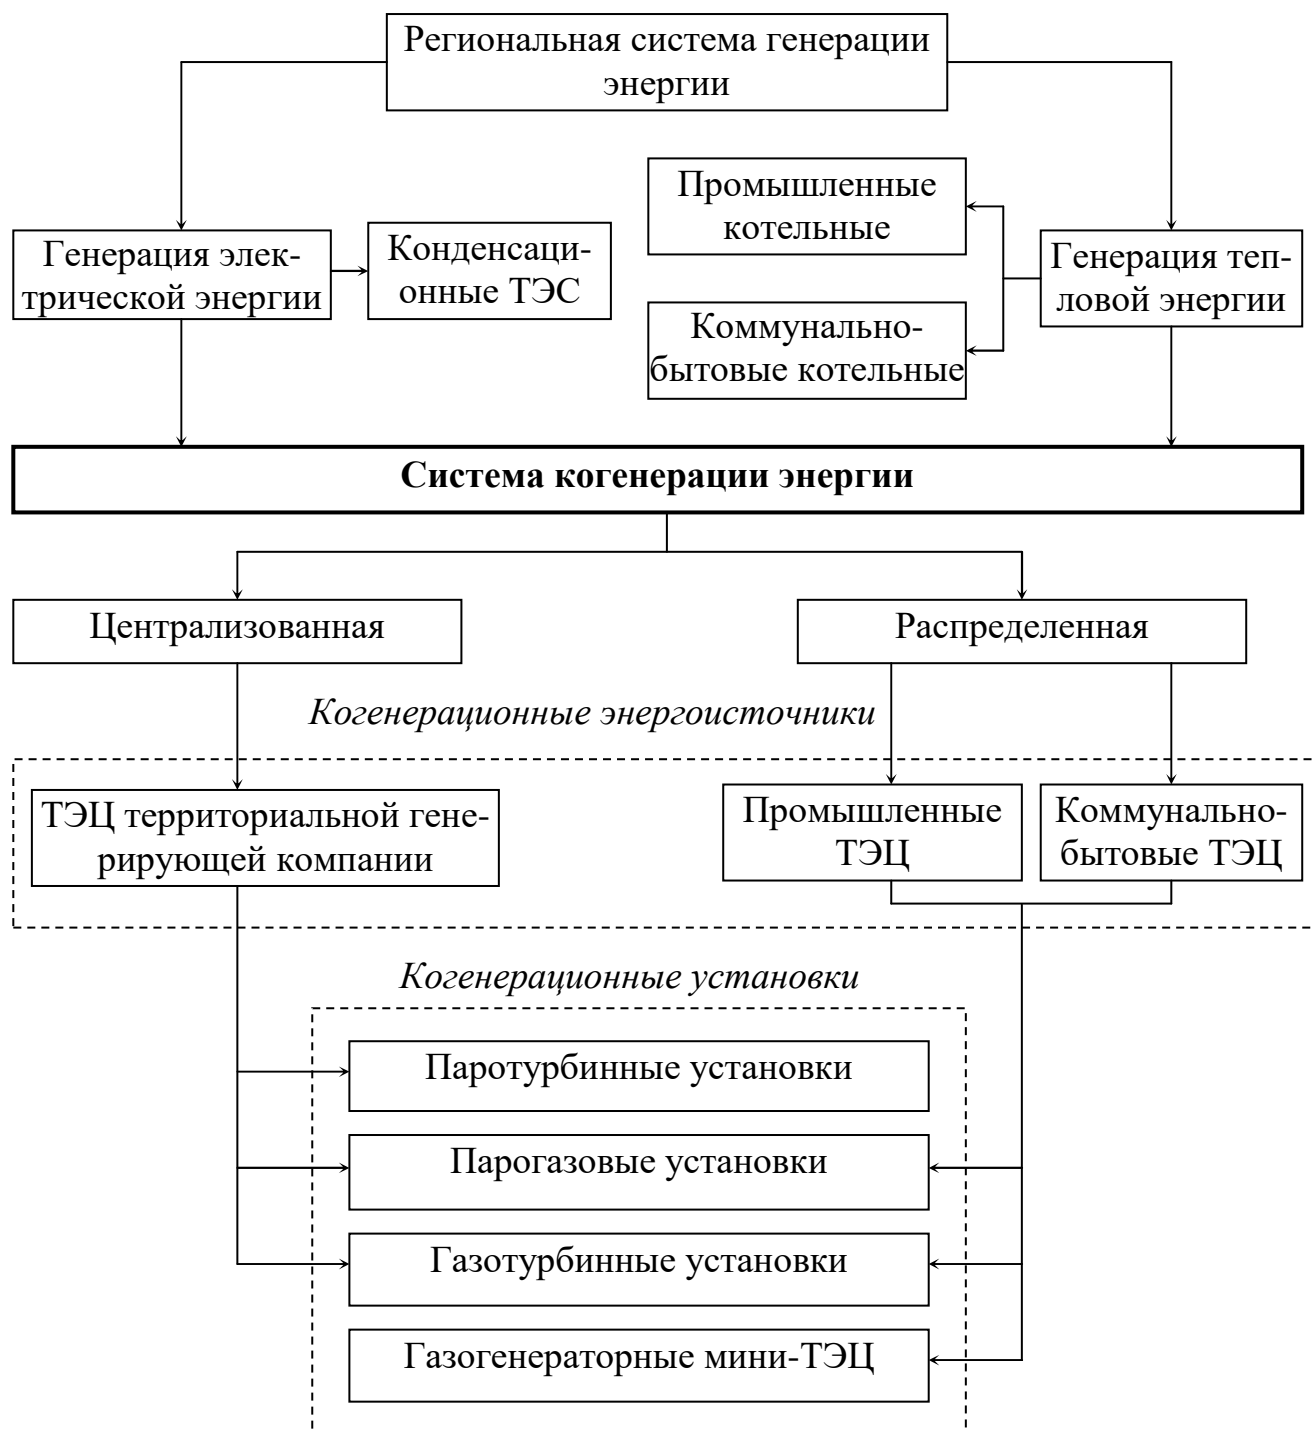 Региональная система генерации
энергии
Промышленные
котельные
Генерация элек-
трической энергии
Конденсаци-
онные ТЭС
Генерация теп-
ловой энергии
Коммунально-
бытовые котельные
Система когенерации энергии
Централизованная
Распределенная
Когенерационные энергоисточники
ТЭЦ территориальной гене-
рирующей компании
Промышленные
ТЭЦ
Коммунально-
бытовые ТЭЦ
Когенерационные установки
Паротурбинные установки
Парогазовые установки
Газотурбинные установки
Газогенераторные мини-ТЭЦ